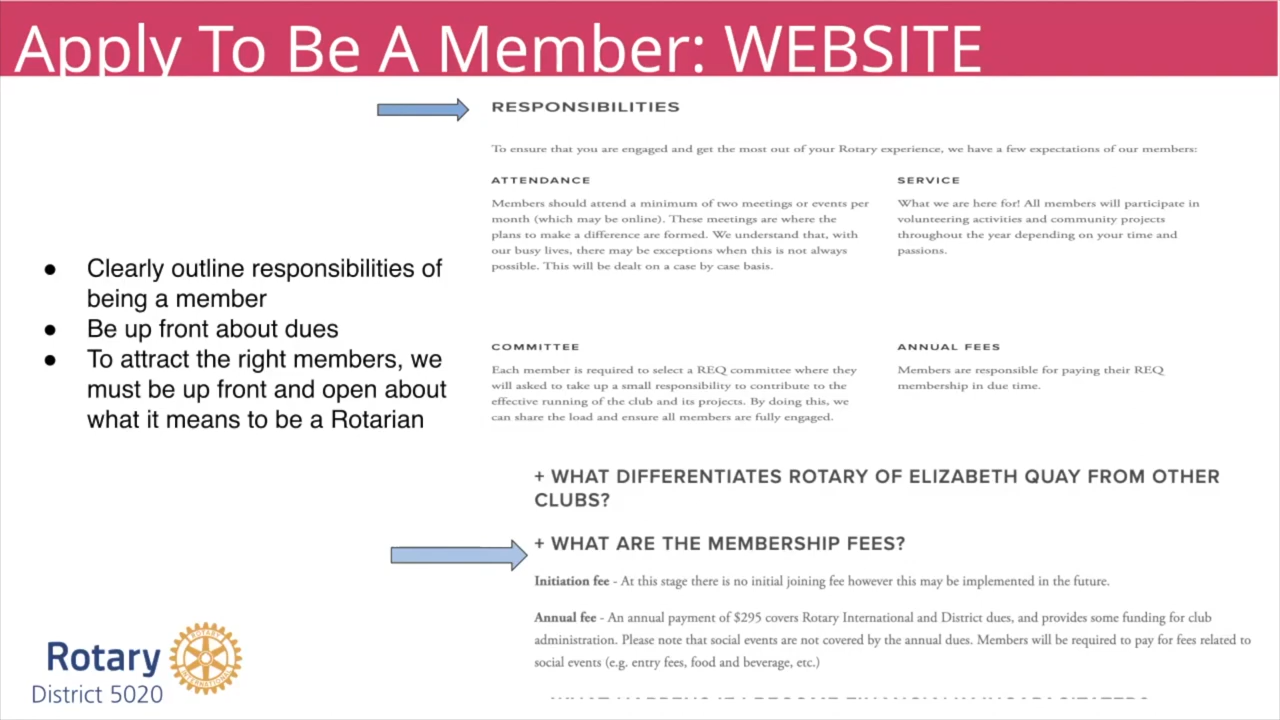 Apply To Be A Member: WEBSITE
RESPONSIBILITIES
To ensure that you are engaged and get the most out of your Rotary experience, we have a few expectations of our members:
ATTENDANCE
Members should attend a minimum of two meetings or events per
month (which may be online). These meetings are where the
plans to make a difference are formed. We understand that, with
our busy lives, there may be exceptions when this is not always
possible. This will be dealt on a case by case basis.
SERVICE
What we are here for! All members will participate in
volunteering activities and community projects
throughout the year depending on your time and
passions.
● Clearly outline responsibilities of
being a member
● Be up front about dues
● To attract the right members, we
must be up front and open about
what it means to be a Rotarian
COMMITTEE
Each member is required to select a REQ committee where they
will asked to take up a small responsibility to contribute to the
effective running of the club and its projects. By doing this, we
can share the load and ensure all members are fully engaged.
ANNUAL FEES
Members are responsible for paying their REQ
membership in due time.
+ WHAT DIFFERENTIATES ROTARY OF ELIZABETH QUAY FROM OTHER
CLUBS?
+ WHAT ARE THE MEMBERSHIP FEES?
Initiation fee - At this stage there is no initial joining fee however this may be implemented in the future.
Annual fee - An annual payment of $295 covers Rotary International and District dues, and provides some funding for club
administration. Please note that social events are not covered by the annual dues. Members will be required to pay for fees related to
social events (e.g. entry fees, food and beverage, etc.)
Rotary
ROTARY
INTERNATIONAL
District 5020